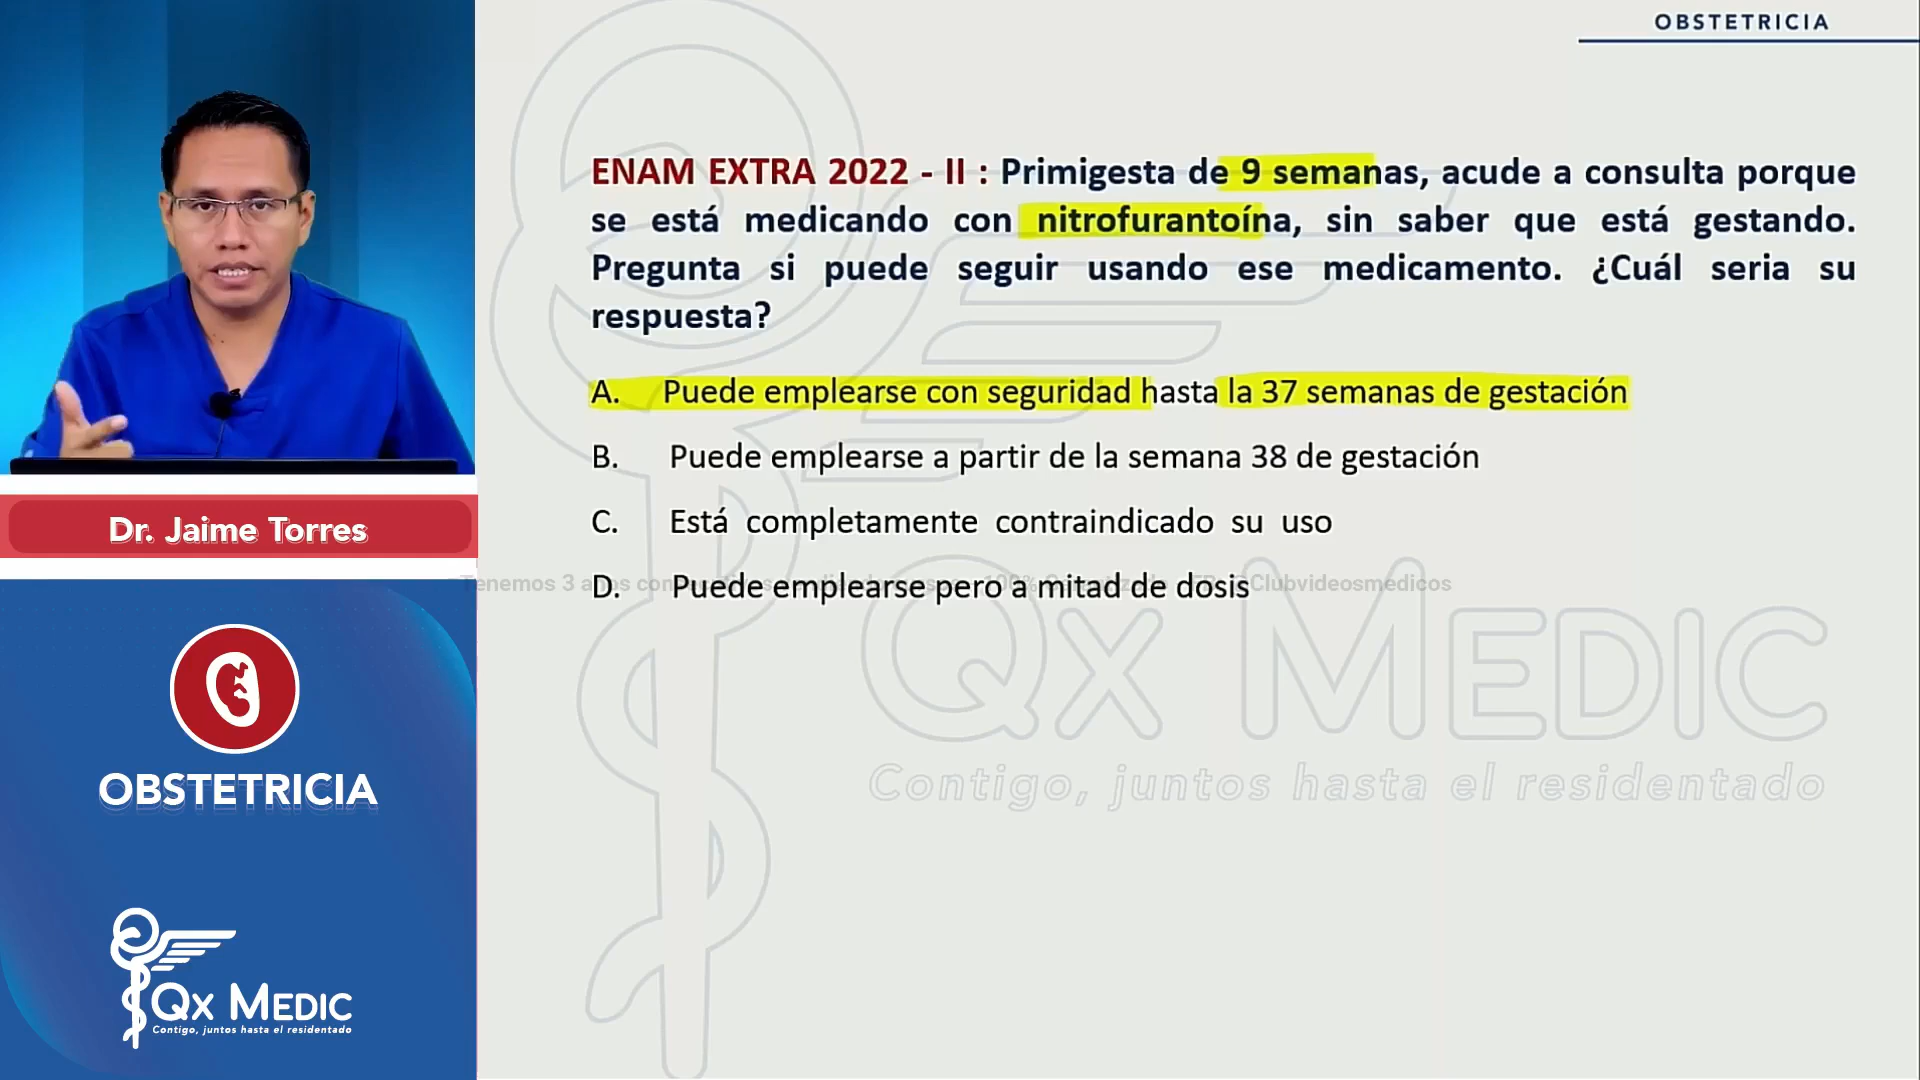 OBSTETRICIA
ENAM EXTRA 2022 - II : Primigesta de 9 semanas, acude a consulta porque
se está medicando con nitrofurantoína, sin saber que está gestando.
Pregunta si puede seguir usando ese medicamento. ¿Cuál seria su
respuesta?
A. Puede emplearse con seguridad hasta la 37 semanas de gestación
B. Puede emplearse a partir de la semana 38 de gestación
C. Está completamente contraindicado su uso
D. Puede emplearse pero a mitad de dosis
Tenemos 3 @Clubvideosmedicos
QX MEDIC
Contigo, juntos hasta el residentado
Dr. Jaime Torres
OBSTETRICIA
QX MEDIC
Contigo, juntos hasta el residentado